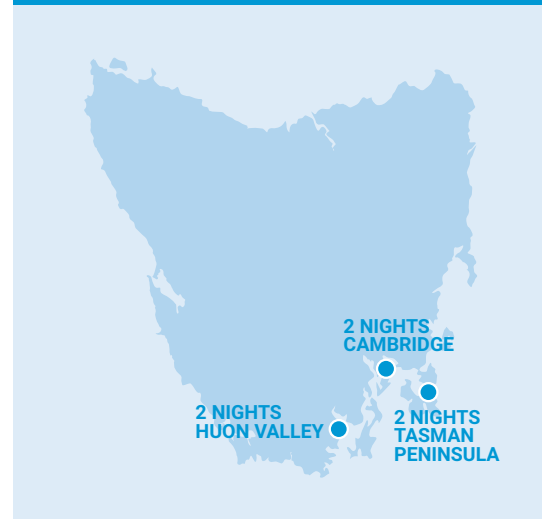 2 NIGHTS
CAMBRIDGE
2 NIGHTS
HUON VALLEY
2 NIGHTS
TASMAN
PENINSULA